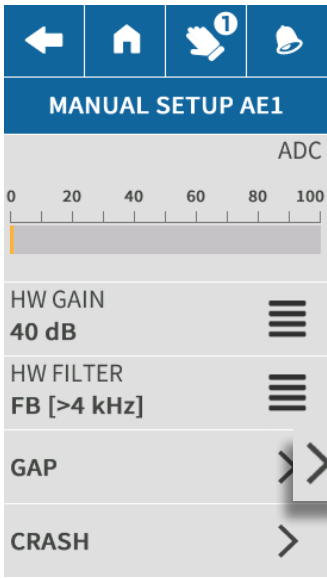 1
MANUAL SETUP AE1
ADC
0 20 40 60 80 100
HW GAIN
40 dB
HW FILTER
FB [>4 kHz]
GAP
CRASH